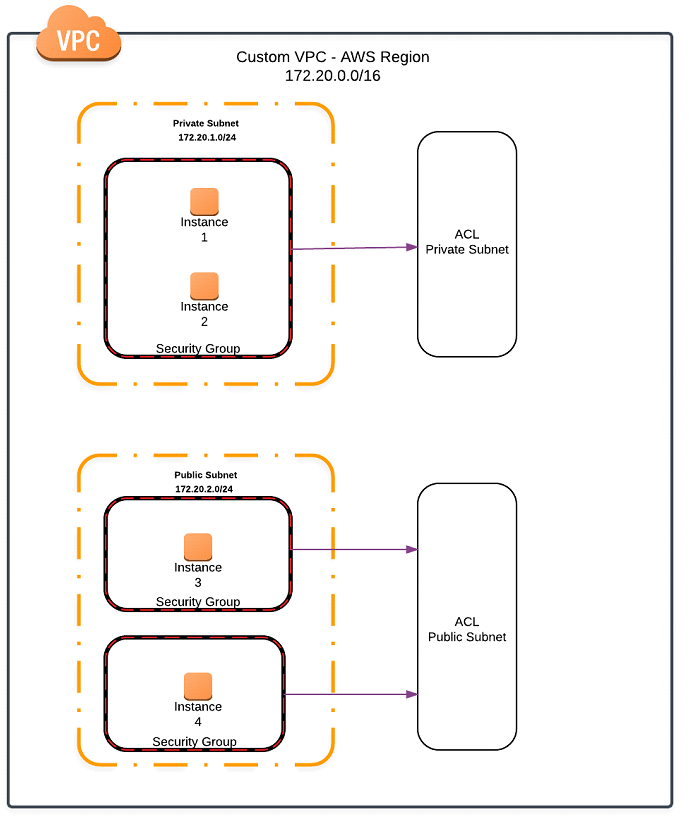 VPC
Custom VPC - AWS Region
172.20.0.0/16
Private Subnet
172.20.1.0/24
Instance
1
Instance
2
Security Group
ACL
Private Subnet
Public Subnet
172.20.2.0/24
Instance
3
Security Group
Instance
4
Security Group
ACL
Public Subnet